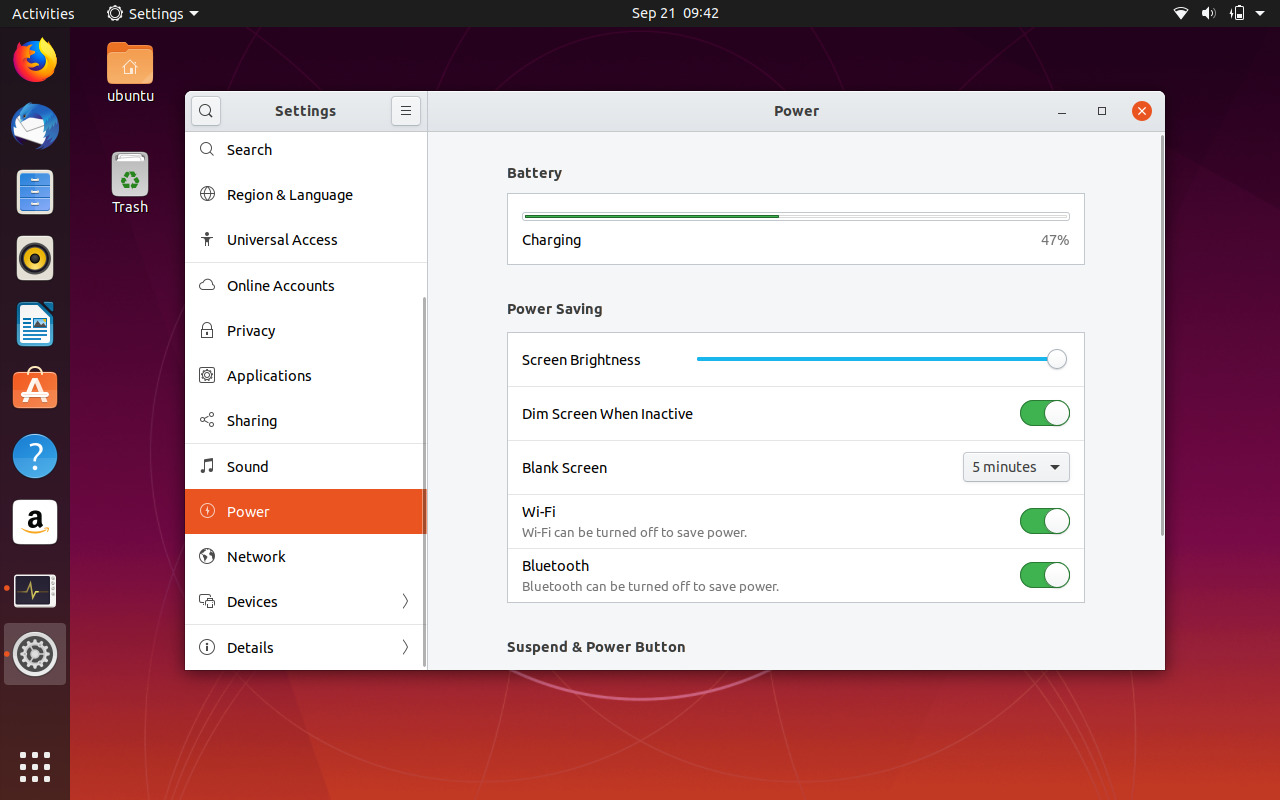 Activities
Settings
Sep 21 09:42
ubuntu
Trash
Settings
Power
Search
Region & Language
Universal Access
Online Accounts
Privacy
Applications
Sharing
Sound
Power
Network
Devices
Details
Battery
Charging
47%
Power Saving
Screen Brightness
Dim Screen When Inactive
Blank Screen
5 minutes
Wi-Fi
Wi-Fi can be turned off to save power.
Bluetooth
Bluetooth can be turned off to save power.
Suspend & Power Button
?
a